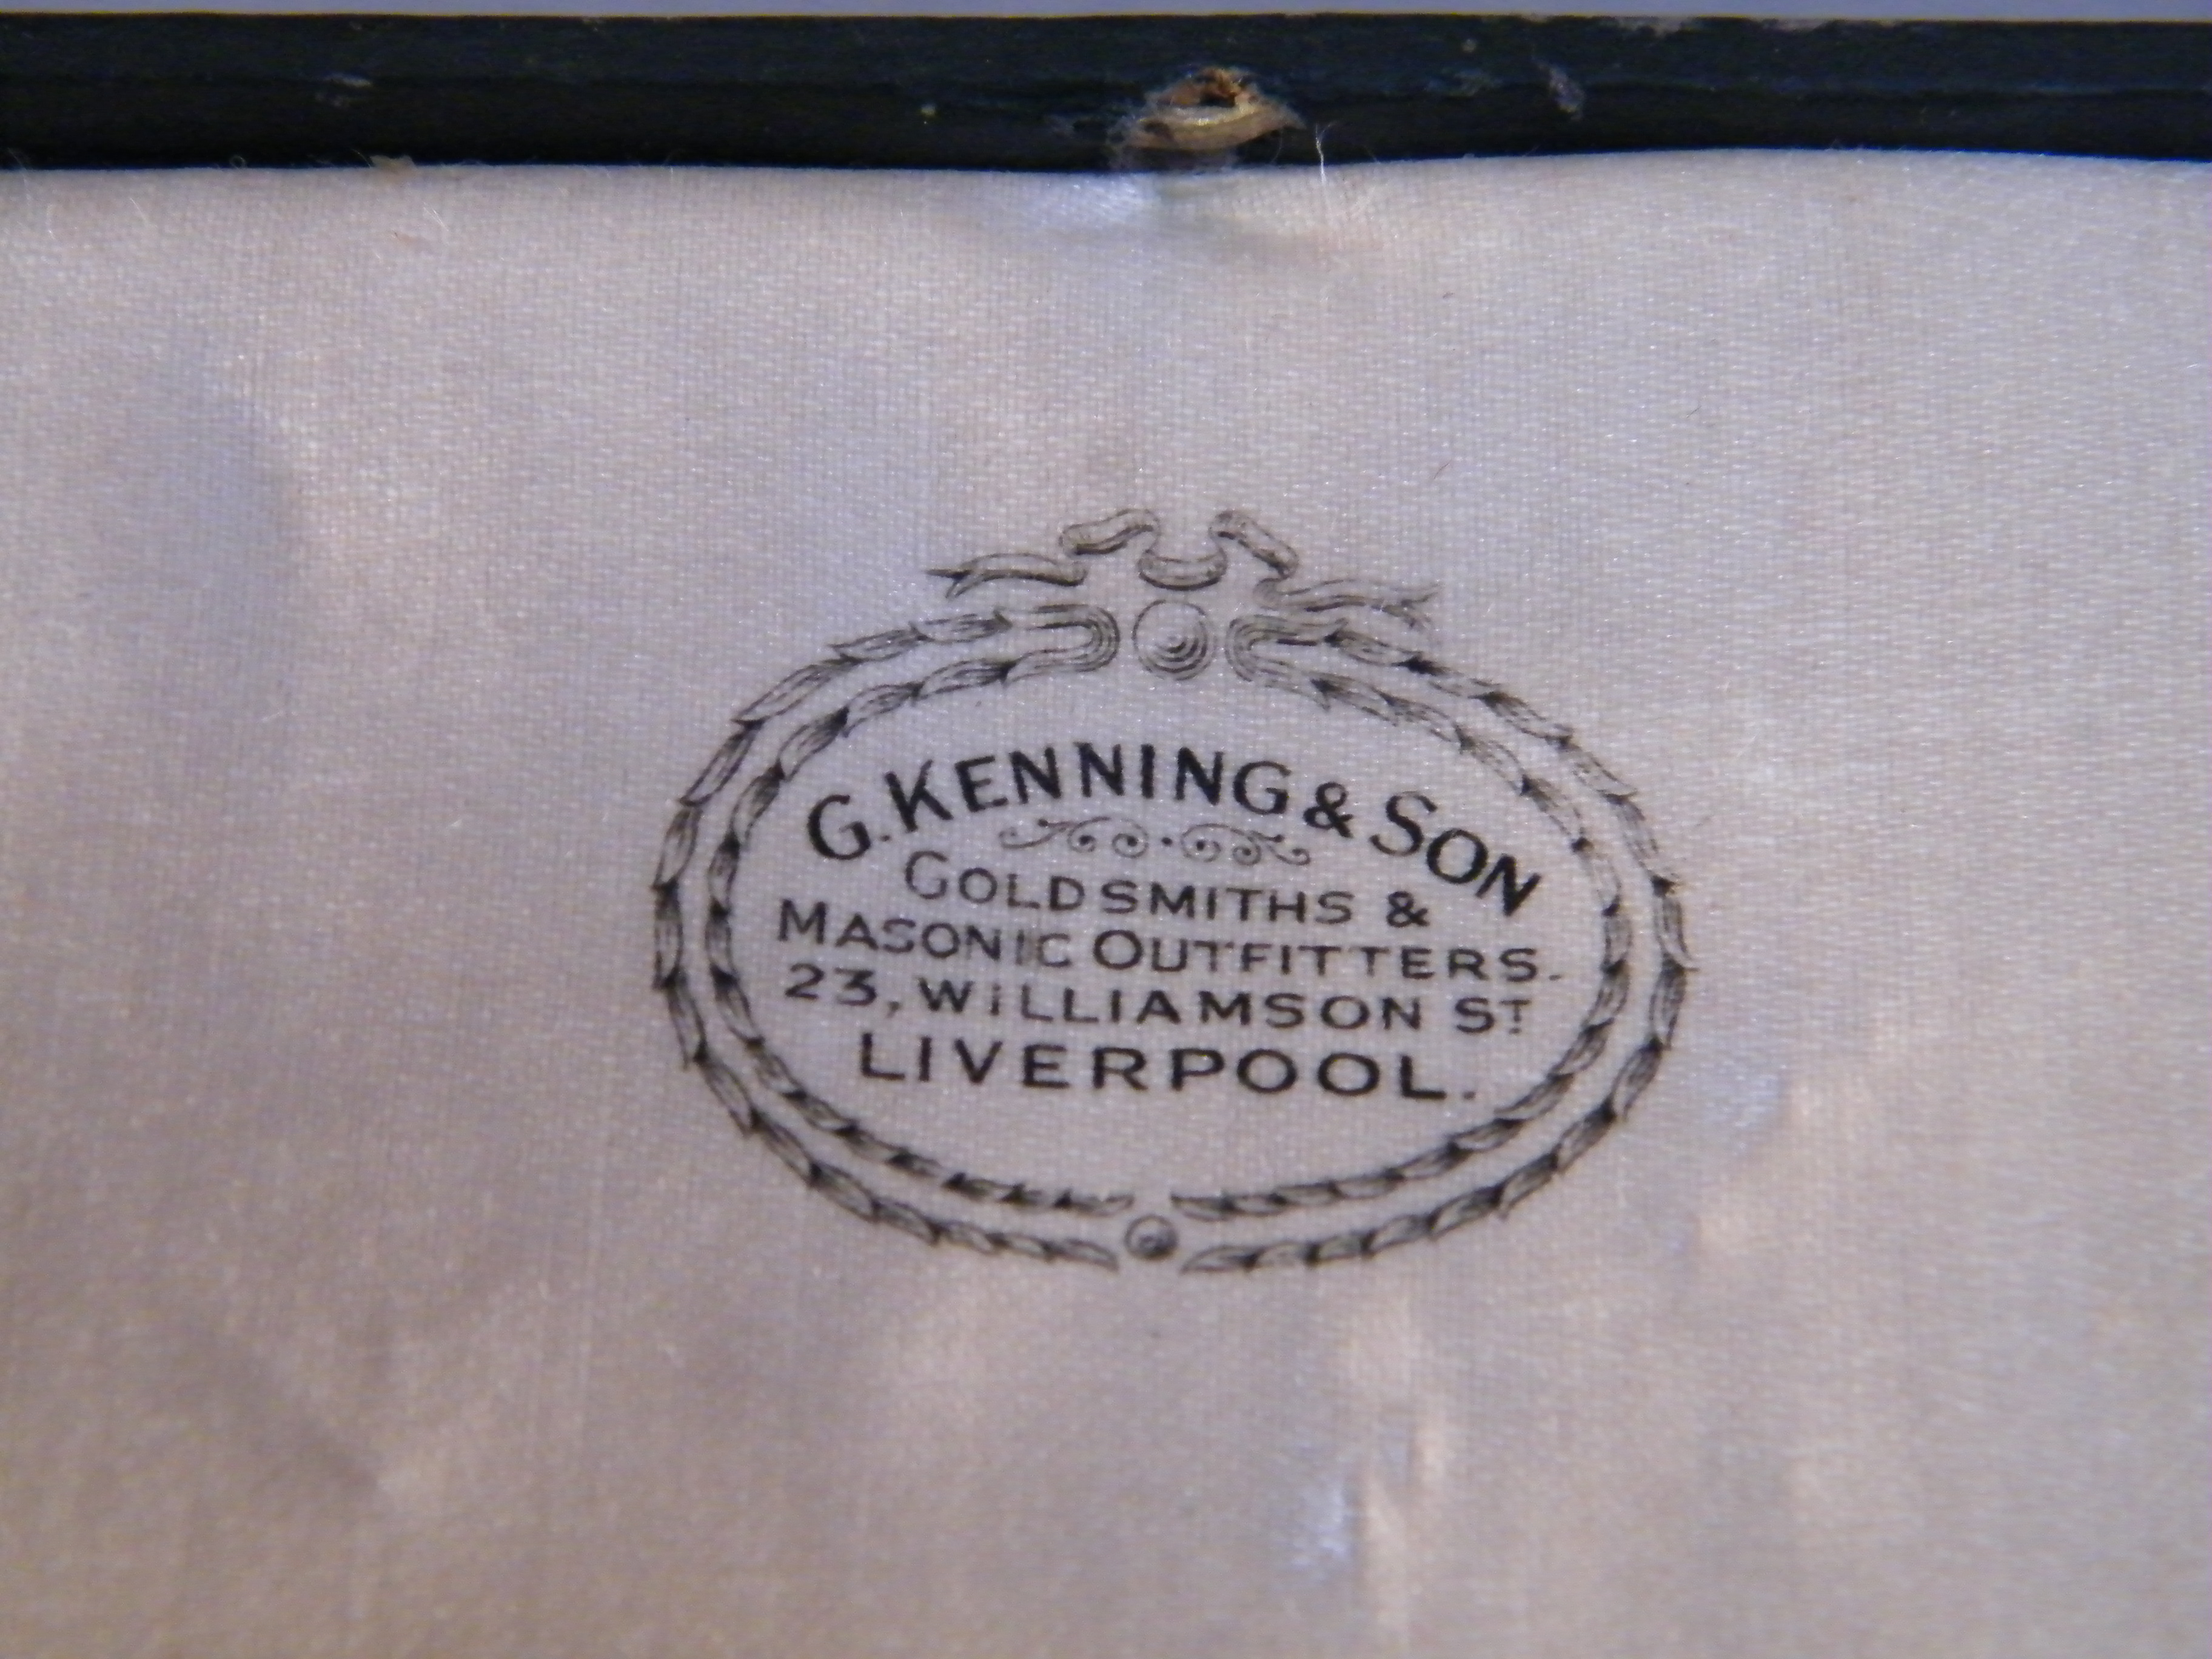 G. KENNING & SON
GOLDSMITHS &
MASONIC OUTFITTERS.
23, WILLIAMSON ST
LIVERPOOL.